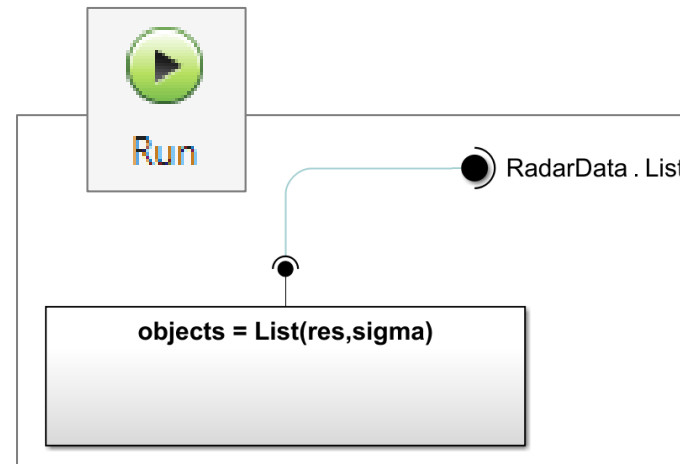 Run
RadarData . List
objects = List(res,sigma)